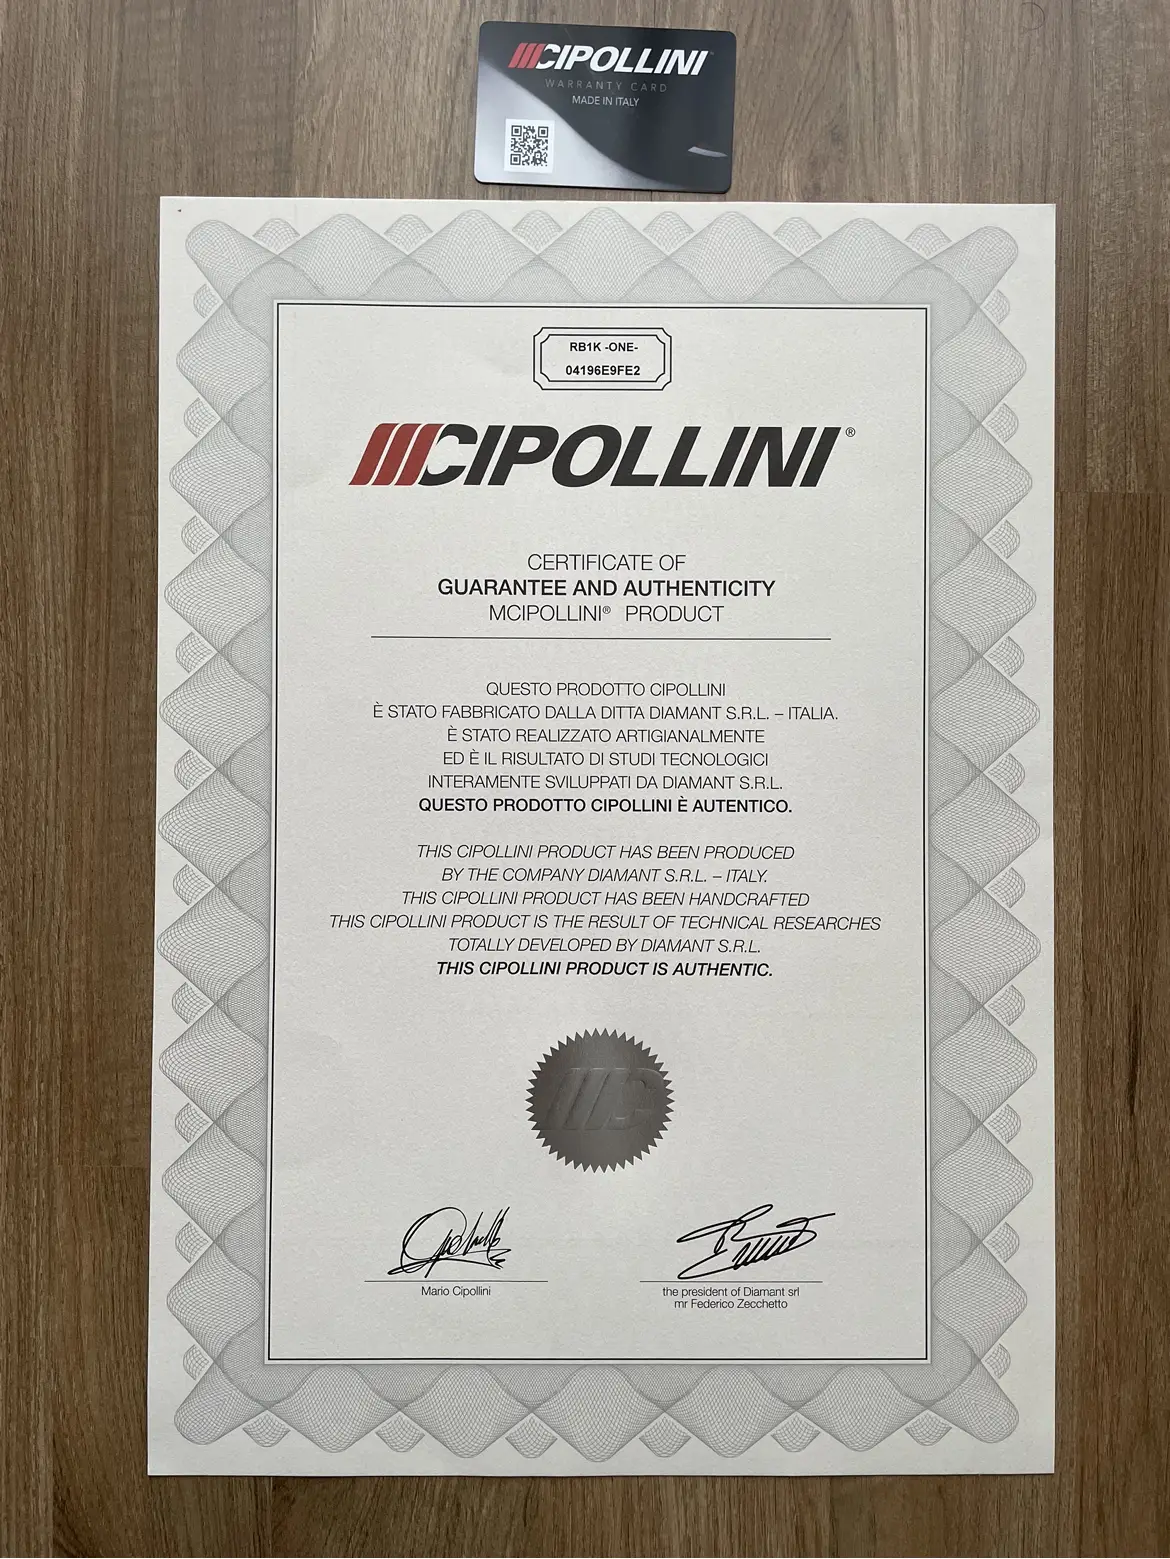 CIPOLLINI
WARRANTY CARD
MADE IN ITALY
RB1K -ONE-
04196E9FE2
CIPOLLINI®
CERTIFICATE OF
GUARANTEE AND AUTHENTICITY
MCIPOLLINI® PRODUCT
QUESTO PRODOTTO CIPOLLINI
È STATO FABBRICATO DALLA DITTA DIAMANT S.R.L. – ITALIA.
È STATO REALIZZATO ARTIGIANALMENTE
ED È IL RISULTATO DI STUDI TECNOLOGICI
INTERAMENTE SVILUPPATI DA DIAMANT S.R.L.
QUESTO PRODOTTO CIPOLLINI È AUTENTICO.
THIS CIPOLLINI PRODUCT HAS BEEN PRODUCED
BY THE COMPANY DIAMANT S.R.L. – ITALY.
THIS CIPOLLINI PRODUCT HAS BEEN HANDCRAFTED
THIS CIPOLLINI PRODUCT IS THE RESULT OF TECHNICAL RESEARCHES
TOTALLY DEVELOPED BY DIAMANT S.R.L.
THIS CIPOLLINI PRODUCT IS AUTHENTIC.
Mario Cipollini
the president of Diamant srl
mr Federico Zecchetto